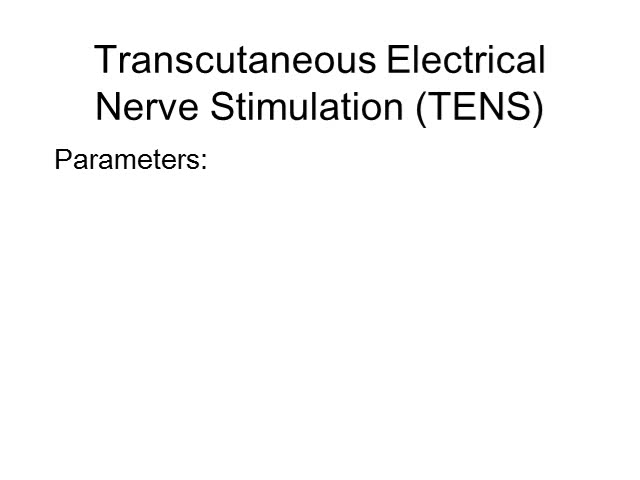 Transcutaneous Electrical
Nerve Stimulation (TENS)
Parameters: